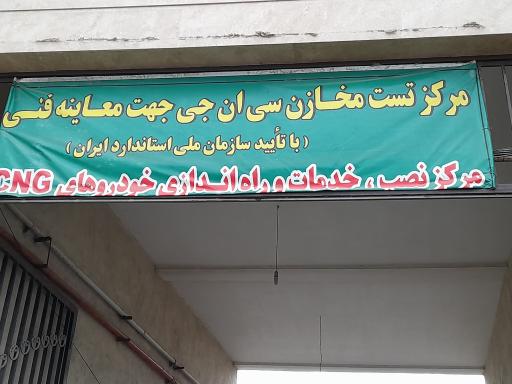 مرکز تست مخازن سی ان جی جهت معاینه فنی
(با تأیید سازمان ملی استاندارد ایران)
مرکز نصب، خدمات و راه اندازی خودروهای CNG